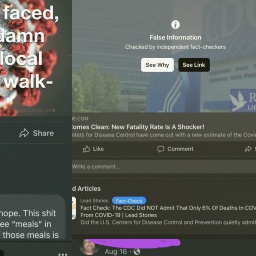 faced,
damn
local
walk-
Share
hope. This shit
ee “meals” in
those meals is
False Information
Checked by independent fact-checkers
See Why
See Link
E.COM
omes Clean: New Fatality Rate Is A Shocker!
nters for Disease Control have come out with a new estimate of the Covi
Like
Comment
Write a comment...
d Articles
Lead Stories
Fact-Check
Fact Check: The CDC Did NOT Admit That Only 6% Of Deaths In COV
From COVID-19 | Lead Stories
Did the U.S. Centers for Disease Control and Prevention quietly admit
Aug 16